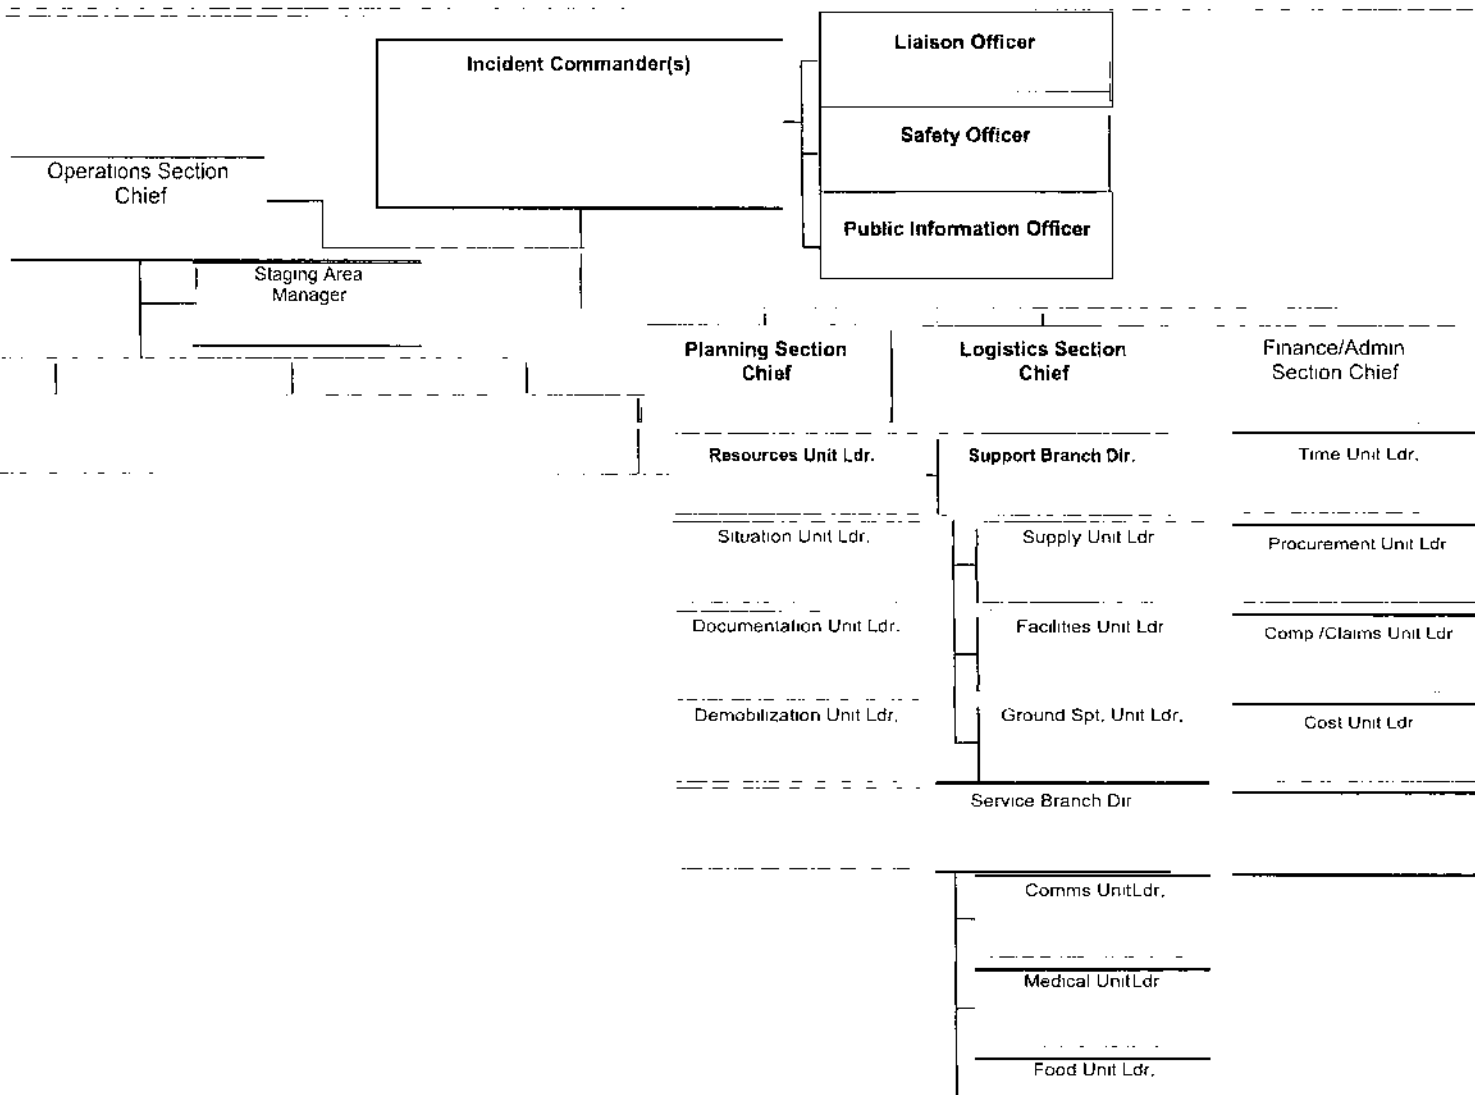 Liaison Officer
Incident Commander(s)
Safety Officer
Operations Section
Chief
Public Information Officer
Staging Area
Manager
Planning Section
Chief
Logistics Section
Chief
Finance/Admin
Section Chief
Resources Unit Ldr.
Support Branch Dir.
Time Unit Ldr.
Situation Unit Ldr.
Supply Unit Ldr
Procurement Unit Ldr
Documentation Unit Ldr.
Facilities Unit Ldr
Comp /Claims Unit Ldr
Demobilization Unit Ldr.
Ground Spt. Unit Ldr.
Cost Unit Ldr
Service Branch Dir
Comms UnitLdr.
Medical UnitLdr
Food Unit Ldr.